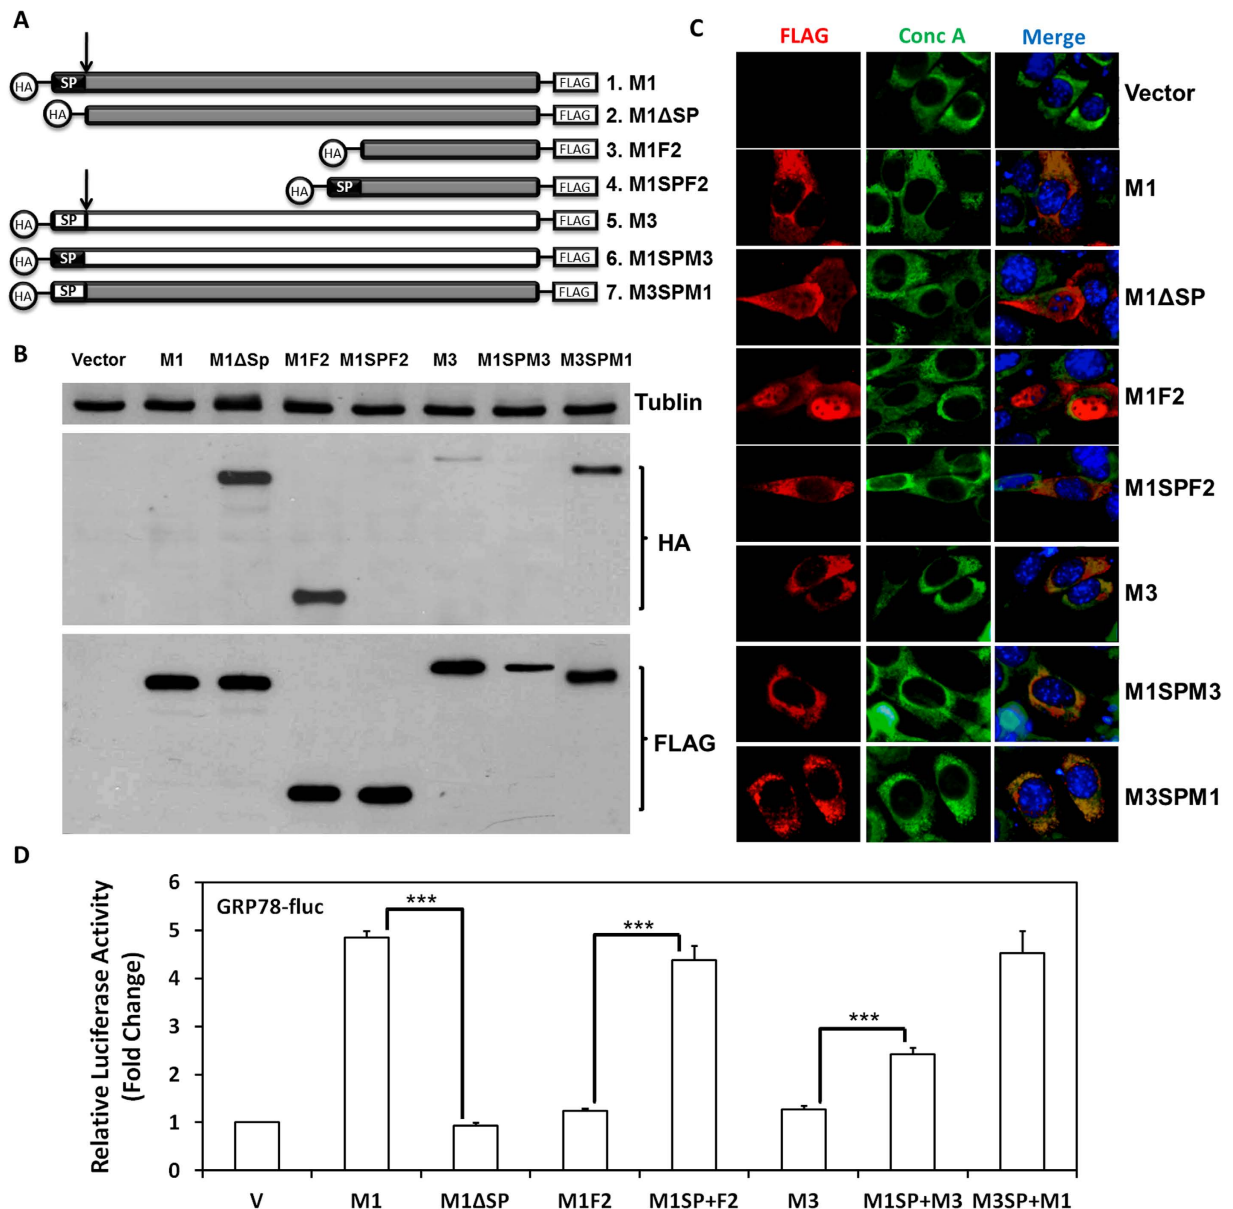 A
HA SP FLAG 1. M1
HA FLAG 2. M1ΔSP
HA FLAG 3. M1F2
HA SP FLAG 4. M1SPF2
HA SP FLAG 5. M3
HA SP FLAG 6. M1SPM3
HA SP FLAG 7. M3SPM1
B
Vector M1 M1ΔSp M1F2 M1SPF2 M3 M1SPM3 M3SPM1
Tublin
HA
FLAG
C
FLAG Conc A Merge
Vector
M1
M1ΔSP
M1F2
M1SPF2
M3
M1SPM3
M3SPM1
D
Relative Luciferase Activity
(Fold Change)
6
5
4
3
2
1
0
GRP78-fluc
***
***
***
V M1 M1ΔSP M1F2 M1SP+F2 M3 M1SP+M3 M3SP+M1